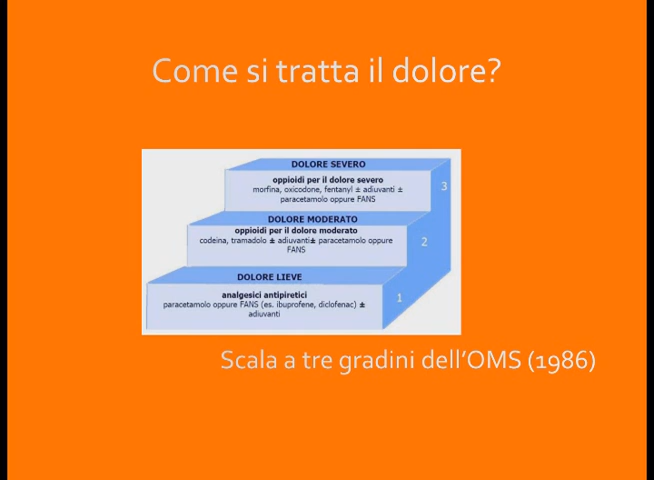 Come si tratta il dolore?
DOLORE SEVERO
oppioidi per il dolore severo
morfina, oxicodone, fentanyl ± adiuvanti ±
paracetamolo oppure FANS
3
DOLORE MODERATO
oppioidi per il dolore moderato
codeina, tramadolo ± adiuvanti± paracetamolo oppure
FANS
2
DOLORE LIEVE
analgesici antipiretici
paracetamolo oppure FANS (es. ibuprofene, diclofenac) ±
adiuvanti
1
Scala a tre gradini dell'OMS (1986)